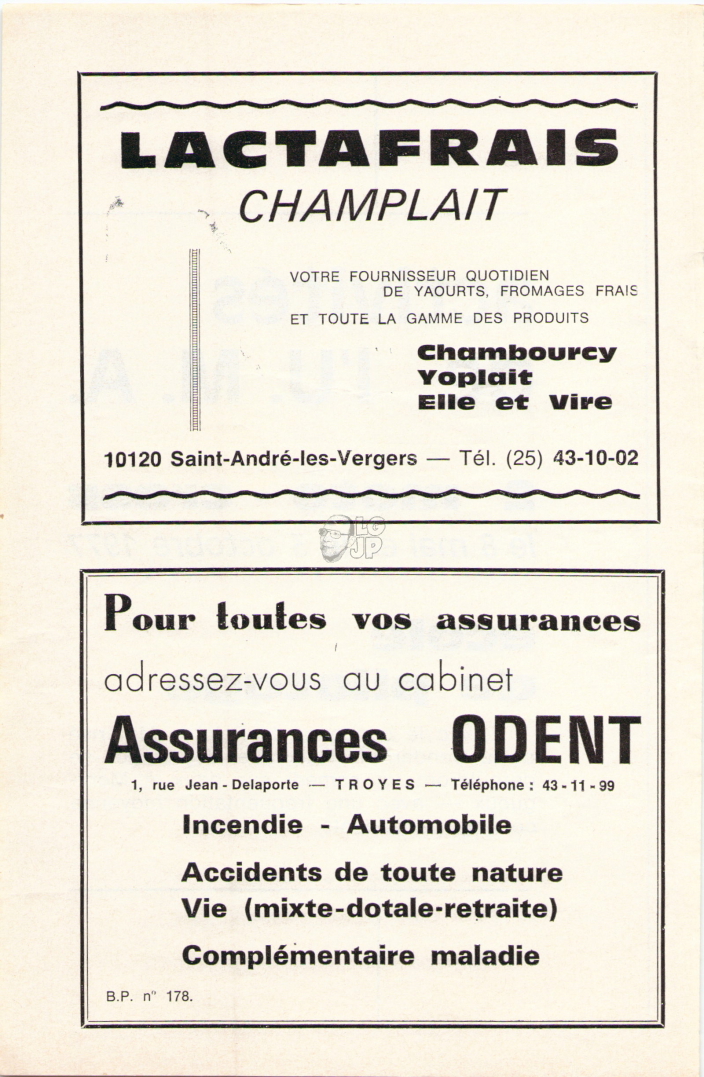 LACTAFRAIS
CHAMPLAIT
VOTRE FOURNISSEUR QUOTIDIEN
DE YAOURTS, FROMAGES FRAIS
ET TOUTE LA GAMME DES PRODUITS
Chambourcy
Yoplait
Elle et Vire
10120 Saint-André-les-Vergers — Tél. (25) 43-10-02
LG
JP
Pour toutes vos assurances
adressez-vous au cabinet
Assurances ODENT
1, rue Jean-Delaporte — TROYES — Téléphone : 43-11-99
Incendie - Automobile
Accidents de toute nature
Vie (mixte-dotale-retraite)
Complémentaire maladie
B.P. n° 178.